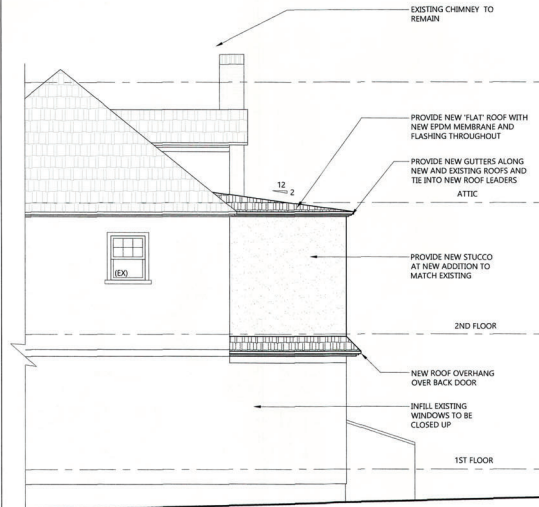 EXISTING CHIMNEY TO
REMAIN
PROVIDE NEW 'FLAT' ROOF WITH
NEW EPDM MEMBRANE AND
FLASHING THROUGHOUT
PROVIDE NEW GUTTERS ALONG
NEW AND EXISTING ROOFS AND
TIE INTO NEW ROOF LEADERS
12
2
ATTIC
PROVIDE NEW STUCCO
AT NEW ADDITION TO
MATCH EXISTING
(EX)
2ND FLOOR
NEW ROOF OVERHANG
OVER BACK DOOR
INFILL EXISTING
WINDOWS TO BE
CLOSED UP
1ST FLOOR